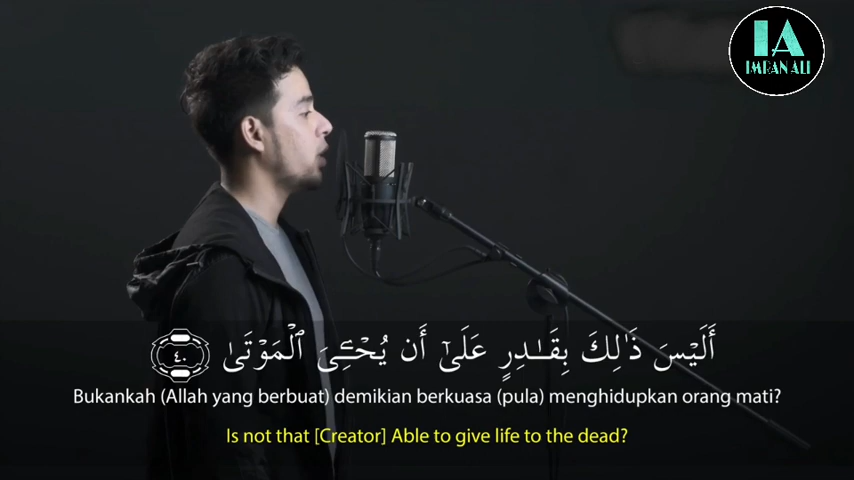 IA
IMRAN ALI
أَلَيْسَ ذَٰلِكَ بِقَـٰدِرٍ عَلَىٰٓ أَن يُحْـِۧىَ ٱلْمَوْتَىٰ ٤٠
Bukankah (Allah yang berbuat) demikian berkuasa (pula) menghidupkan orang mati?
Is not that [Creator] Able to give life to the dead?